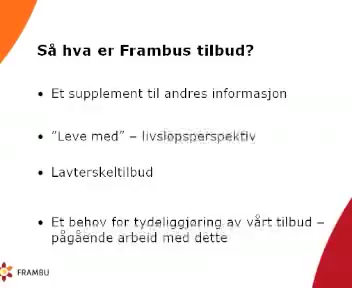 Så hva er Frambus tilbud?
• Et supplement til andres informasjon
• ”Leve med” – livsløpsperspektiv
• Lavterskeltilbud
• Et behov for tydeliggjøring av vårt tilbud –
pågående arbeid med dette
FRAMBU